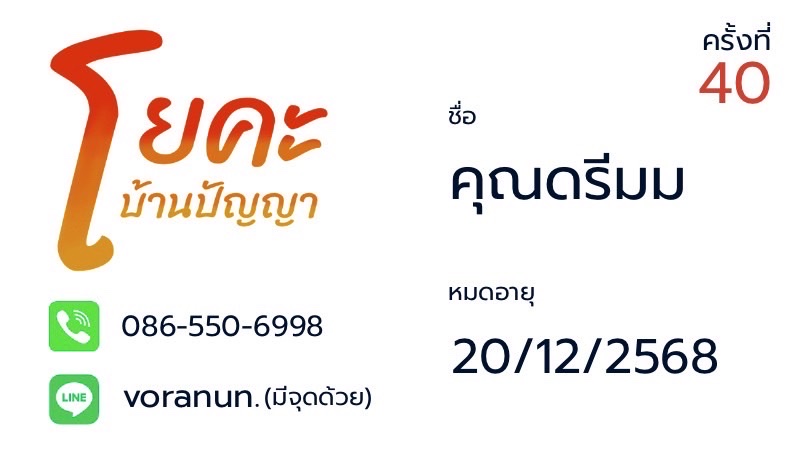 โยคะ
บ้านปัญญา
086-550-6998
LINE
voranun. (มีจุดด้วย)
ครั้งที่
40
ชื่อ
คุณดรีมม
หมดอายุ
20/12/2568